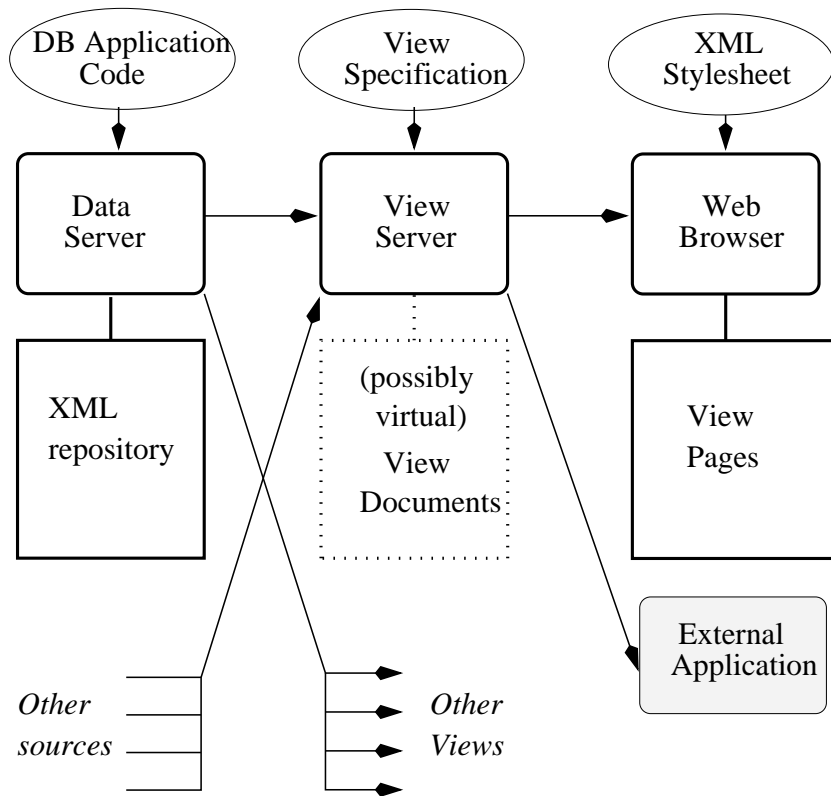 DB Application
Code
View
Specification
XML
Stylesheet
Data
Server
View
Server
Web
Browser
XML
repository
(possibly
virtual)
View
Documents
View
Pages
External
Application
Other
sources
Other
Views